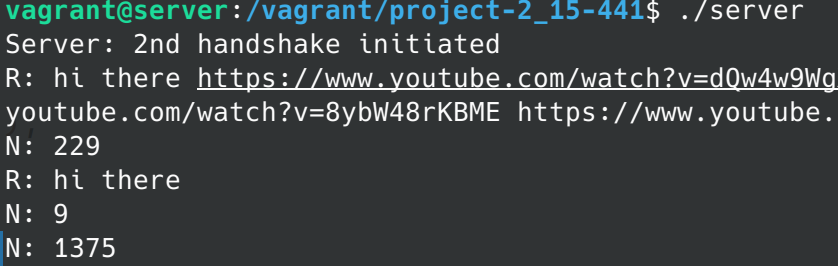 vagrant@server:/vagrant/project-2_15-441$ ./server
Server: 2nd handshake initiated
R: hi there https://www.youtube.com/watch?v=dQw4w9Wg
youtube.com/watch?v=8ybW48rKBME https://www.youtube.
N: 229
R: hi there
N: 9
N: 1375